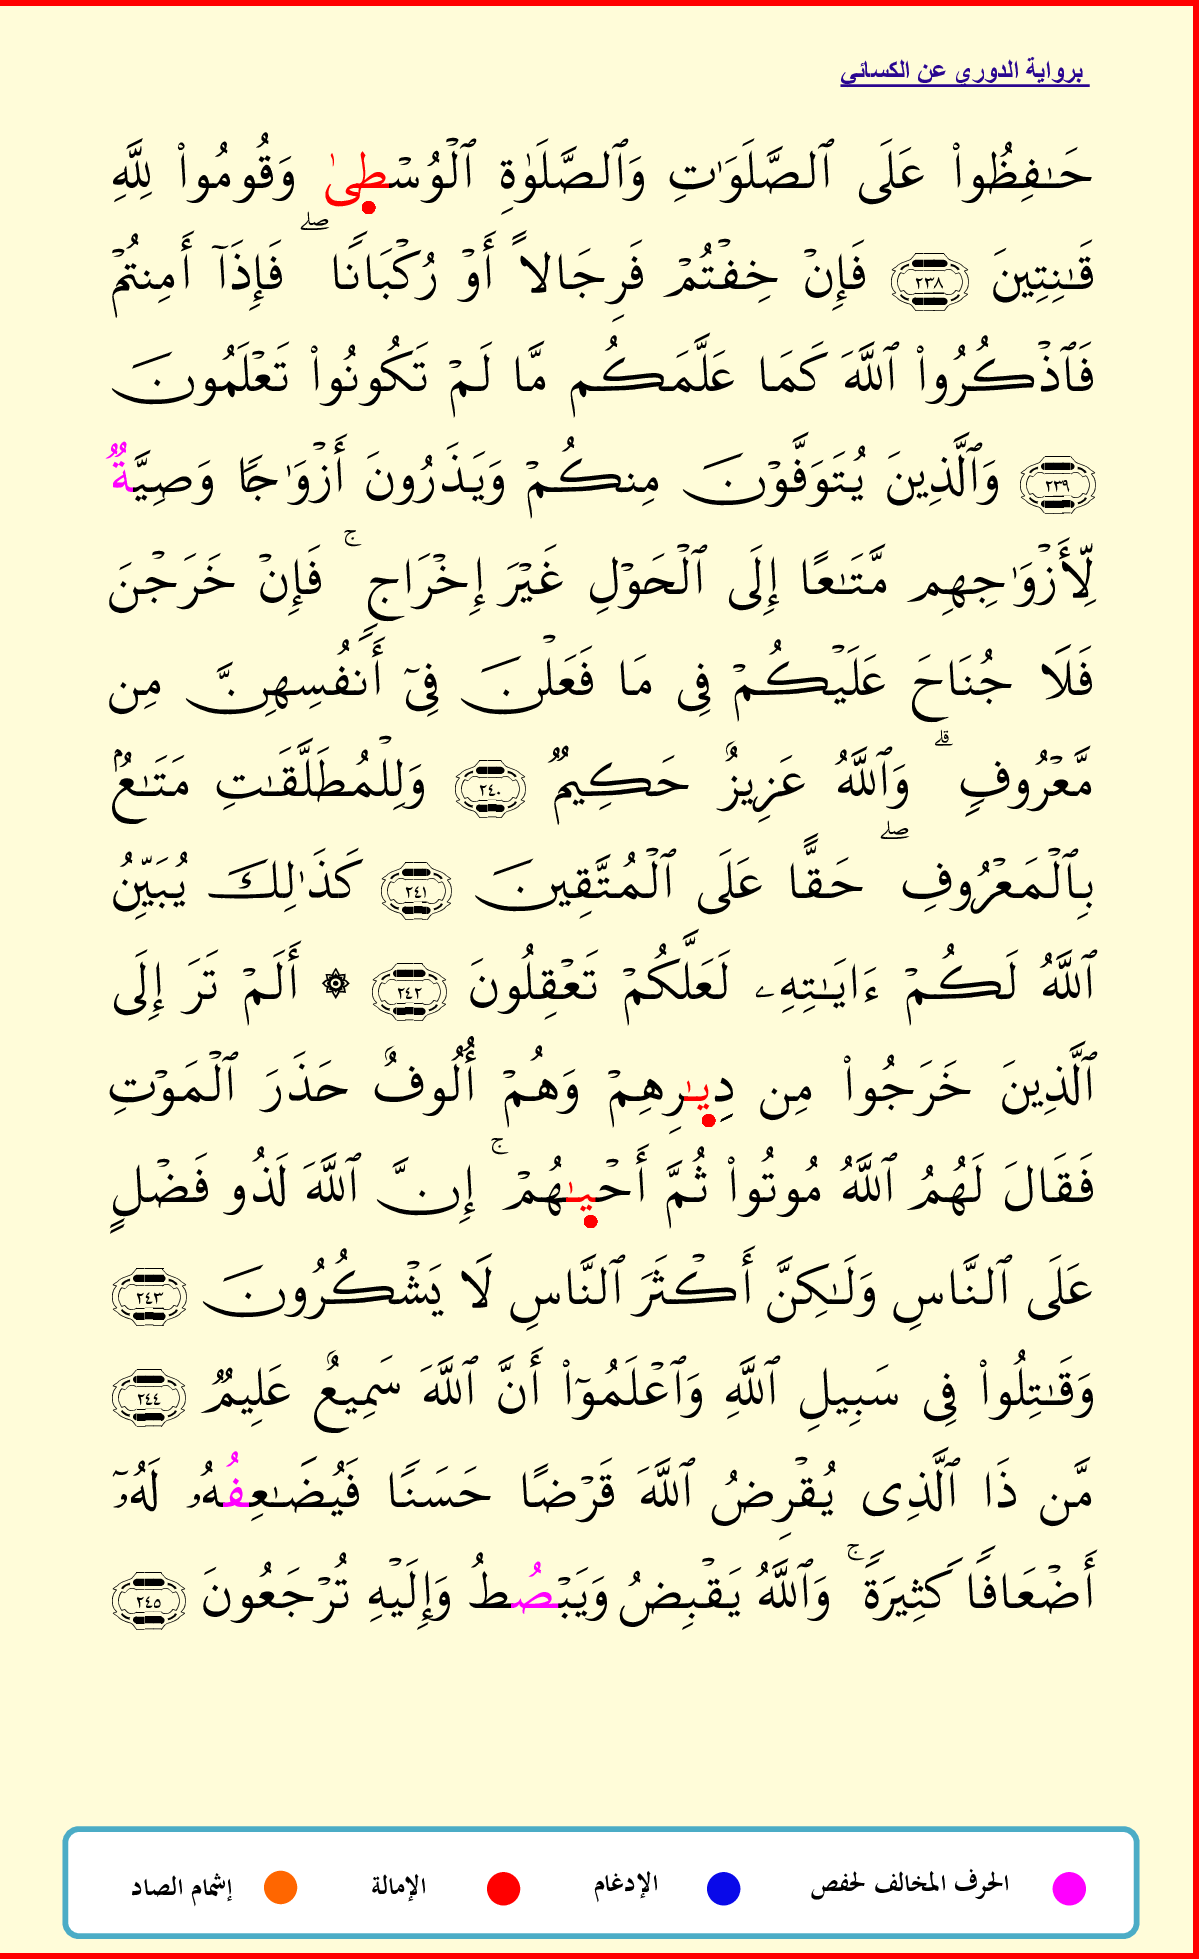 برواية الدوري عن الكسائي
حَـٰفِظُوا۟ عَلَى ٱلصَّلَوَٰتِ وَٱلصَّلَوٰةِ ٱلْوُسْطِىٰ وَقُومُوا۟ لِلَّهِ
قَـٰنِتِينَ ٢٣٨ فَإِنْ خِفْتُمْ فَرِجَالاً أَوْ رُكْبَانًا ۖ فَإِذَآ أَمِنتُمْ
فَٱذْكُرُوا۟ ٱللَّهَ كَمَا عَلَّمَكُم مَّا لَمْ تَكُونُوا۟ تَعْلَمُونَ
٢٣٩ وَٱلَّذِينَ يُتَوَفَّوْنَ مِنكُمْ وَيَذَرُونَ أَزْوَٰجًا وَصِيَّةٌ
لِّأَزْوَٰجِهِم مَّتَـٰعًا إِلَى ٱلْحَوْلِ غَيْرَ إِخْرَاجٍ ۚ فَإِنْ خَرَجْنَ
فَلَا جُنَاحَ عَلَيْكُمْ فِى مَا فَعَلْنَ فِىٓ أَنفُسِهِنَّ مِن
مَّعْرُوفٍ ۗ وَٱللَّهُ عَزِيزٌ حَكِيمٌ ٢٤٠ وَلِلْمُطَلَّقَـٰتِ مَتَـٰعُۢ
بِٱلْمَعْرُوفِ ۖ حَقًّا عَلَى ٱلْمُتَّقِينَ ٢٤١ كَذَٰلِكَ يُبَيِّنُ
ٱللَّهُ لَكُمْ ءَايَـٰتِهِۦ لَعَلَّكُمْ تَعْقِلُونَ ٢٤٢ ۞ أَلَمْ تَرَ إِلَى
ٱلَّذِينَ خَرَجُوا۟ مِن دِيـٰرِهِمْ وَهُمْ أُلُوفٌ حَذَرَ ٱلْمَوْتِ
فَقَالَ لَهُمُ ٱللَّهُ مُوتُوا۟ ثُمَّ أَحْيـٰهُمْ ۚ إِنَّ ٱللَّهَ لَذُو فَضْلٍ
عَلَى ٱلنَّاسِ وَلَـٰكِنَّ أَكْثَرَ ٱلنَّاسِ لَا يَشْكُرُونَ ٢٤٣
وَقَـٰتِلُوا۟ فِى سَبِيلِ ٱللَّهِ وَٱعْلَمُوٓا۟ أَنَّ ٱللَّهَ سَمِيعٌ عَلِيمٌ ٢٤٤
مَّن ذَا ٱلَّذِى يُقْرِضُ ٱللَّهَ قَرْضًا حَسَنًا فَيُضَـٰعِفُهُۥ لَهُۥٓ
أَضْعَافًا كَثِيرَةً ۚ وَٱللَّهُ يَقْبِضُ وَيَبْصُطُ وَإِلَيْهِ تُرْجَعُونَ ٢٤٥
الحرف المخالف لحفص الإدغام الإمالة إشمام الصاد